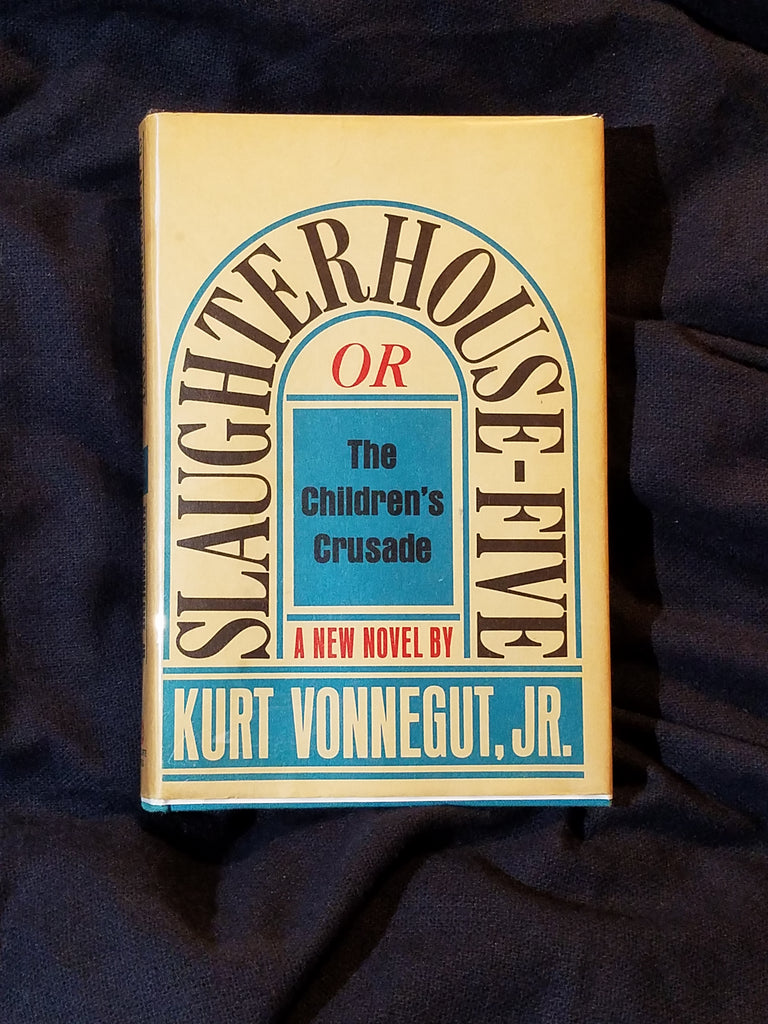 SLAUGHTERHOUSE-FIVE
OR
The
Children's
Crusade
A NEW NOVEL BY
KURT VONNEGUT, JR.